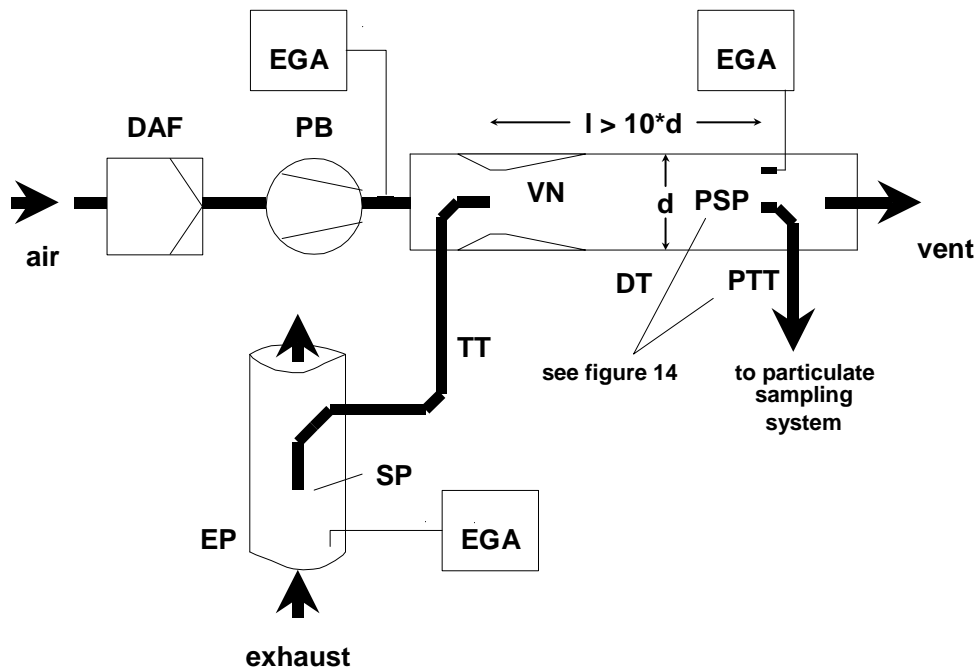 EGA
EGA
DAF
PB
l > 10*d
VN
d
PSP
air
vent
DT
PTT
TT
see figure 14
to particulate
sampling
system
SP
EP
EGA
exhaust